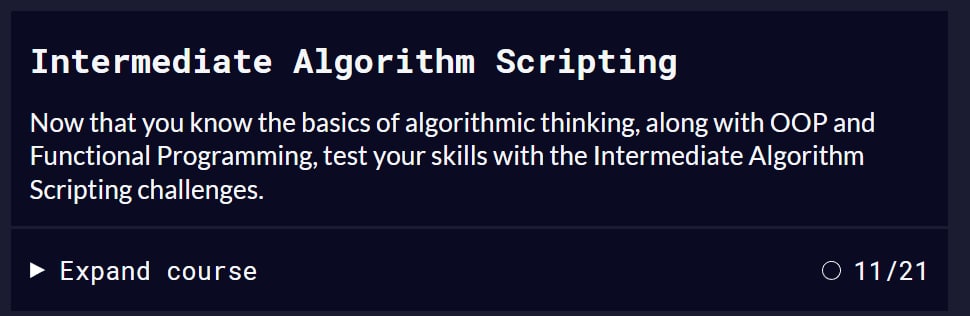 Intermediate Algorithm Scripting
Now that you know the basics of algorithmic thinking, along with OOP and
Functional Programming, test your skills with the Intermediate Algorithm
Scripting challenges.
Expand course 11/21